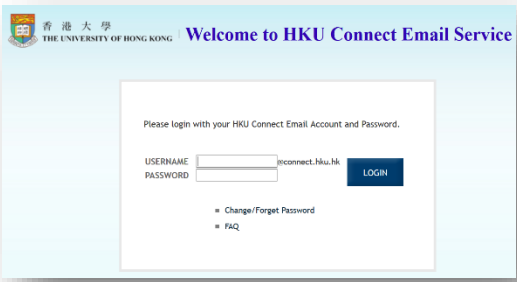 香港大學
THE UNIVERSITY OF HONG KONG
Welcome to HKU Connect Email Service
Please login with your HKU Connect Email Account and Password.
USERNAME @connect.hku.hk
PASSWORD
LOGIN
Change/Forget Password
FAQ